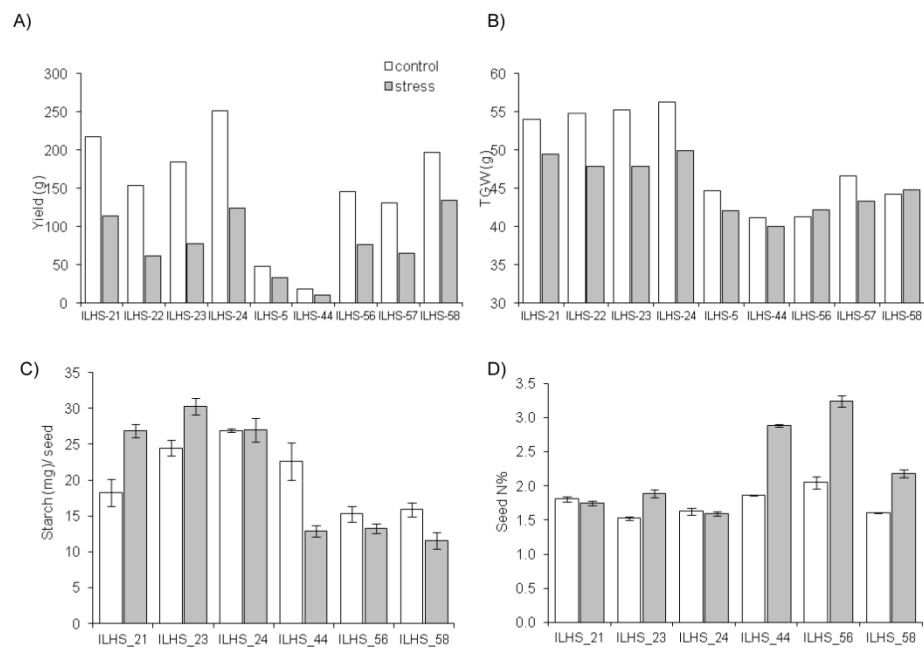 A)
B)
300
250
200
150
100
50
0
Yield (g)
control
stress
ILHS-21 ILHS-22 ILHS-23 ILHS-24 ILHS-5 ILHS-44 ILHS-56 ILHS-57 ILHS-58
60
55
50
45
40
35
30
TGW (g)
ILHS-21 ILHS-22 ILHS-23 ILHS-24 ILHS-5 ILHS-44 ILHS-56 ILHS-57 ILHS-58
C)
35
30
25
20
15
10
5
0
Starch (mg)/ seed
ILHS_21 ILHS_23 ILHS_24 ILHS_44 ILHS_56 ILHS_58
D)
3.5
3.0
2.5
2.0
1.5
1.0
0.5
0.0
Seed N%
ILHS_21 ILHS_23 ILHS_24 ILHS_44 ILHS_56 ILHS_58